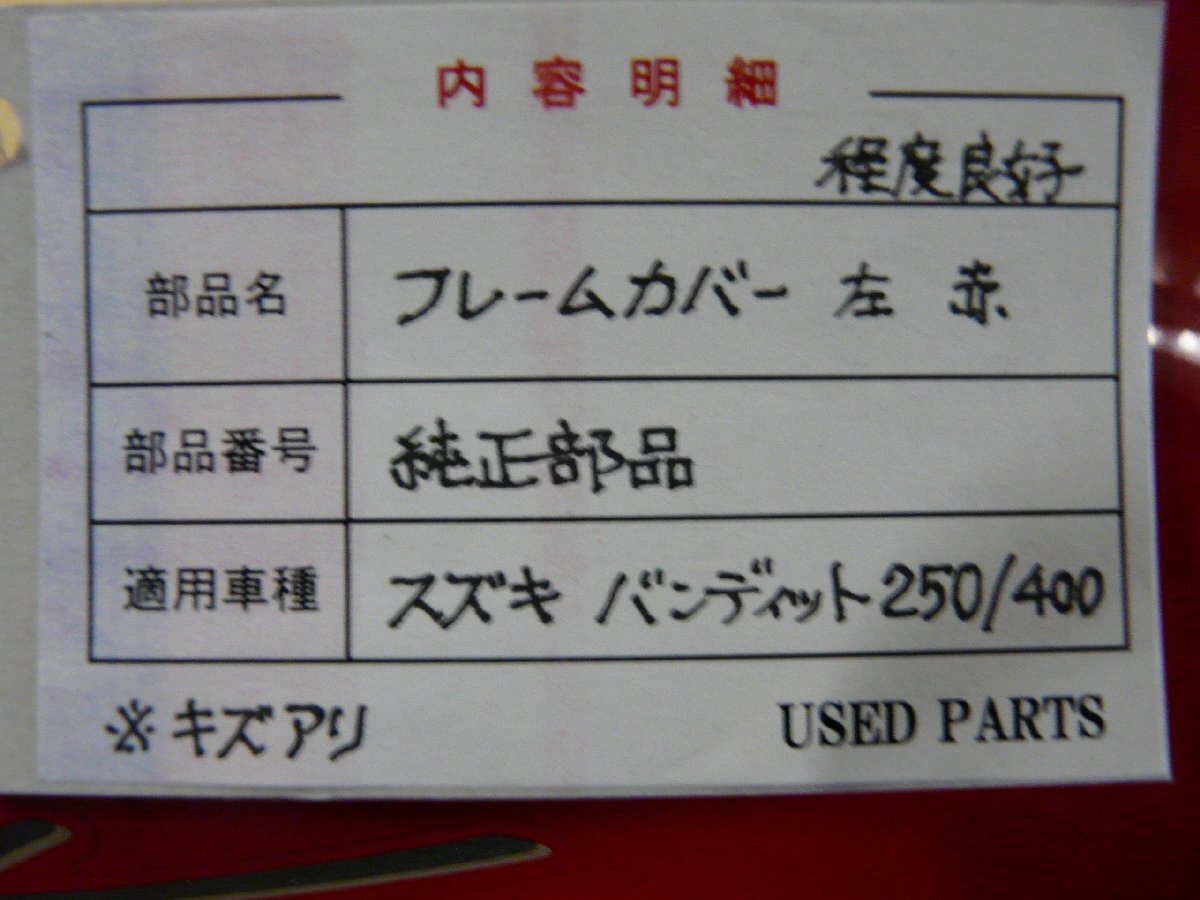 内容明細
程度良好
部品名 フレームカバー 左 赤
部品番号 純正部品
適用車種 スズキ バンディット250/400
※キズアリ USED PARTS